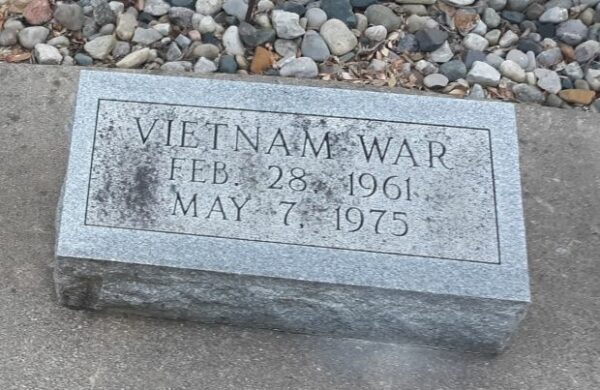 VIETNAM WAR
FEB. 28, 1961
MAY 7, 1975